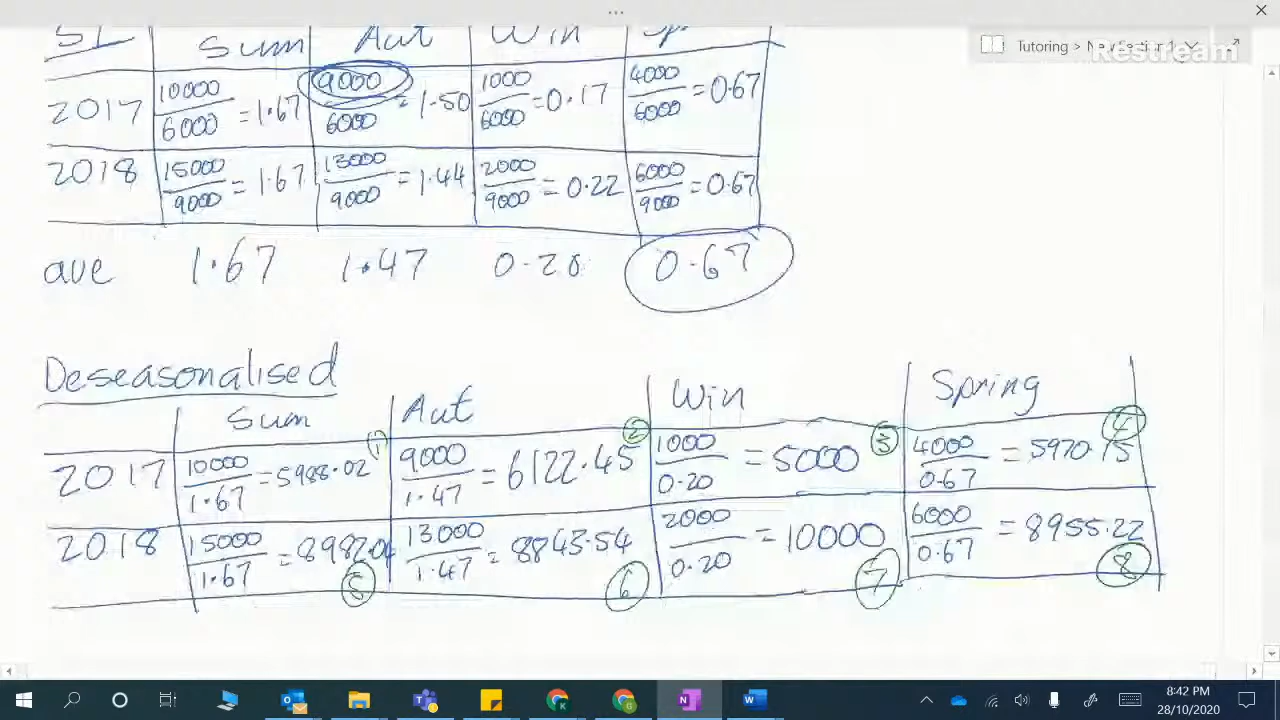 Tutoring > New Section 1
Restream
SI Sum Aut Win Sp
2017 10000/6000 = 1.67 9000/6000 = 1.50 1000/6000 = 0.17 4000/6000 = 0.67
2018 15000/9000 = 1.67 13000/9000 = 1.44 2000/9000 = 0.22 6000/9000 = 0.67
ave 1.67 1.47 0.20 0.67
Deseasonalised
Sum Aut Win Spring
2017 10000/1.67 = 5988.02 ① 9000/1.47 = 6122.45 ② 1000/0.20 = 5000 ③ 4000/0.67 = 5970.15 ④
2018 15000/1.67 = 8982.04 ⑤ 13000/1.47 = 8843.54 ⑥ 2000/0.20 = 10000 ⑦ 6000/0.67 = 8955.22 ⑧
8:42 PM
28/10/2020